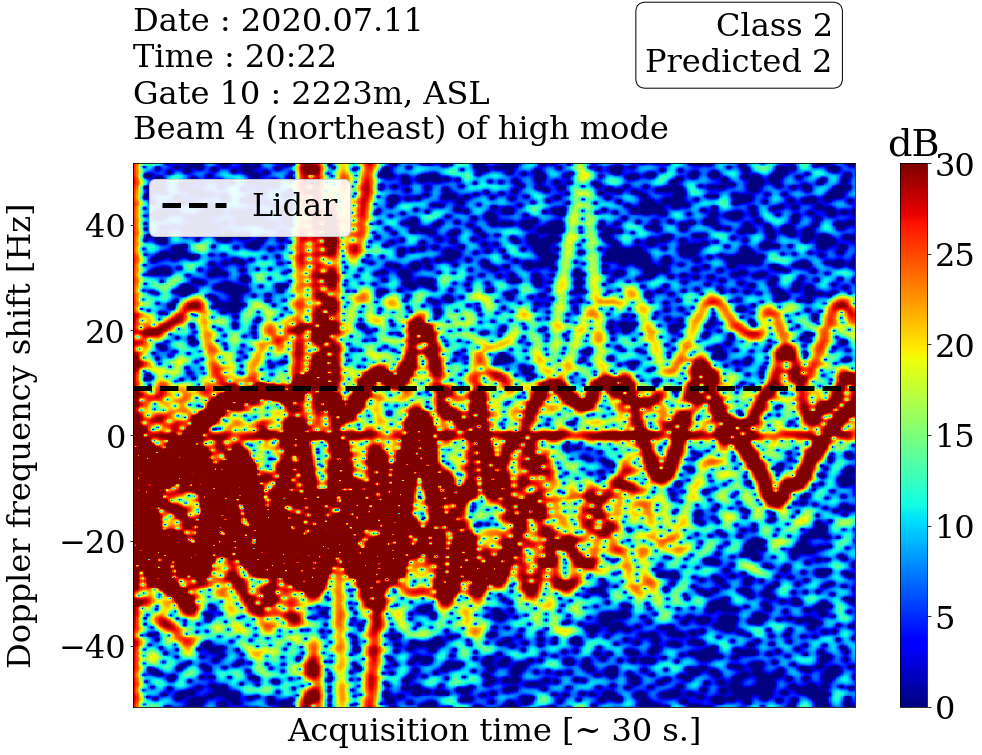 Date : 2020.07.11
Time : 20:22
Gate 10 : 2223m, ASL
Beam 4 (northeast) of high mode
Class 2
Predicted 2
dB
Lidar
Doppler frequency shift [Hz]
40
20
0
−20
−40
Acquisition time [~ 30 s.]
30
25
20
15
10
5
0